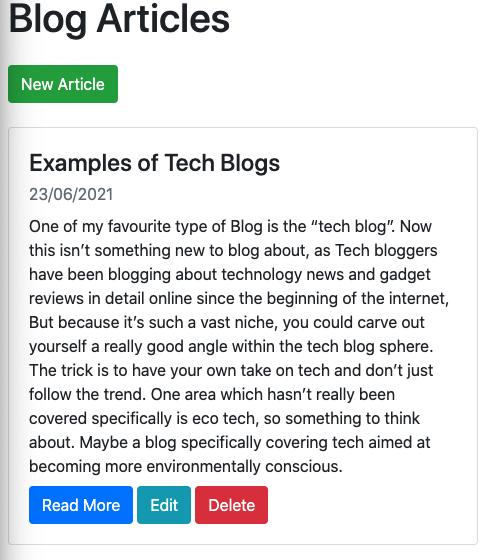 Blog Articles
New Article
Examples of Tech Blogs
23/06/2021
One of my favourite type of Blog is the “tech blog”. Now
this isn’t something new to blog about, as Tech bloggers
have been blogging about technology news and gadget
reviews in detail online since the beginning of the internet,
But because it’s such a vast niche, you could carve out
yourself a really good angle within the tech blog sphere.
The trick is to have your own take on tech and don’t just
follow the trend. One area which hasn’t really been
covered specifically is eco tech, so something to think
about. Maybe a blog specifically covering tech aimed at
becoming more environmentally conscious.
Read More Edit Delete